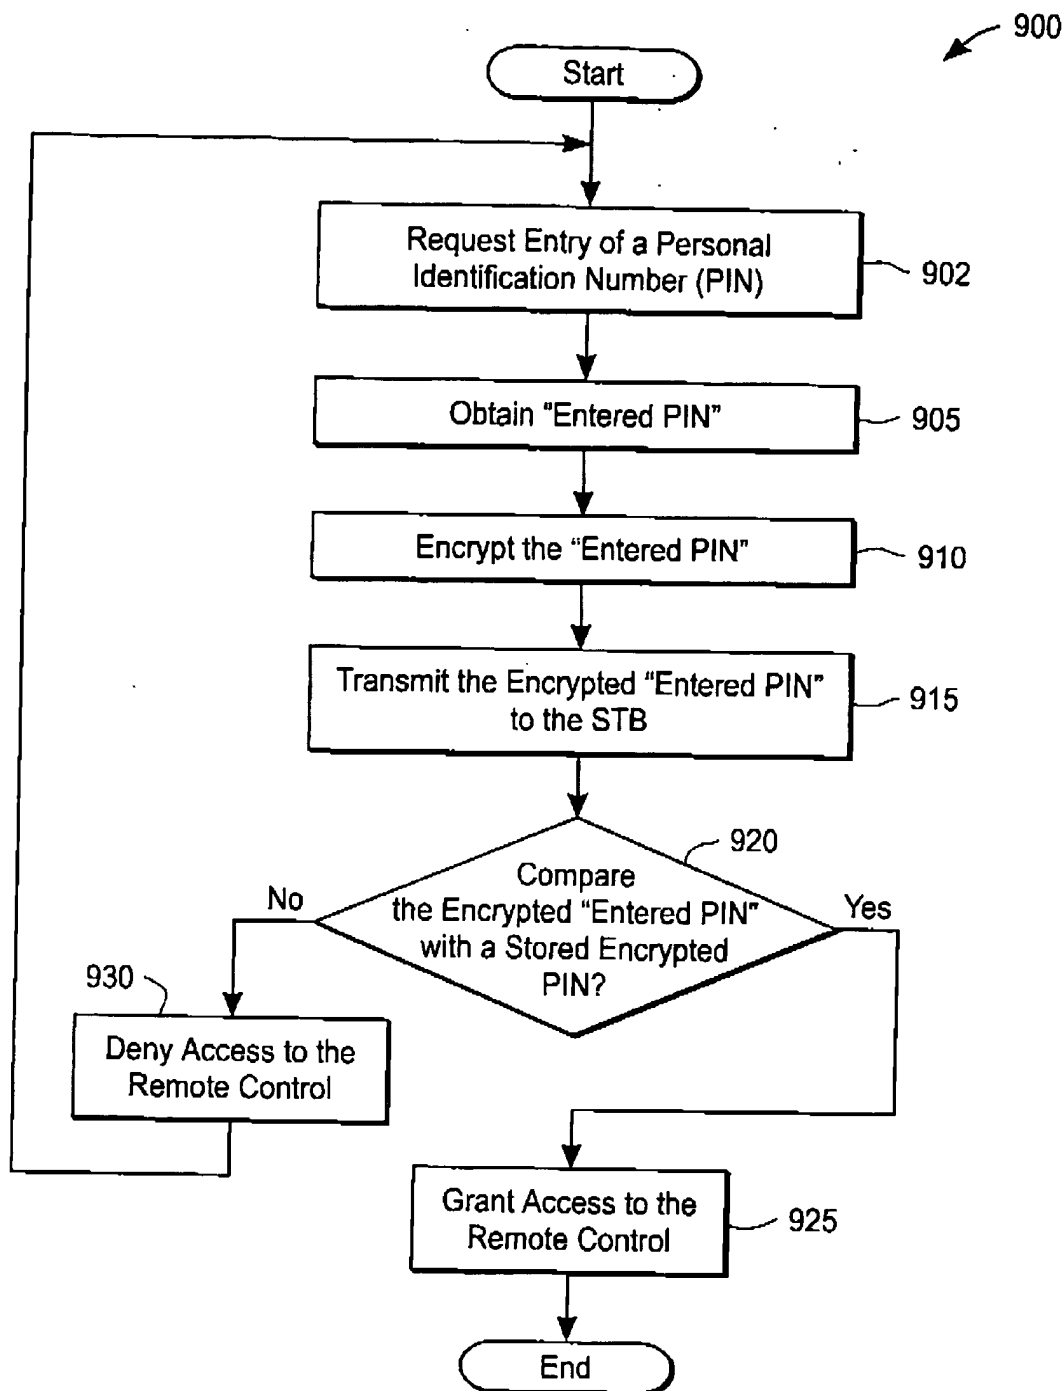 900
Start
Request Entry of a Personal
Identification Number (PIN)
902
Obtain "Entered PIN"
905
Encrypt the "Entered PIN"
910
Transmit the Encrypted "Entered PIN"
to the STB
915
920
Compare
the Encrypted "Entered PIN"
with a Stored Encrypted
PIN?
No
Yes
930
Deny Access to the
Remote Control
Grant Access to the
Remote Control
925
End